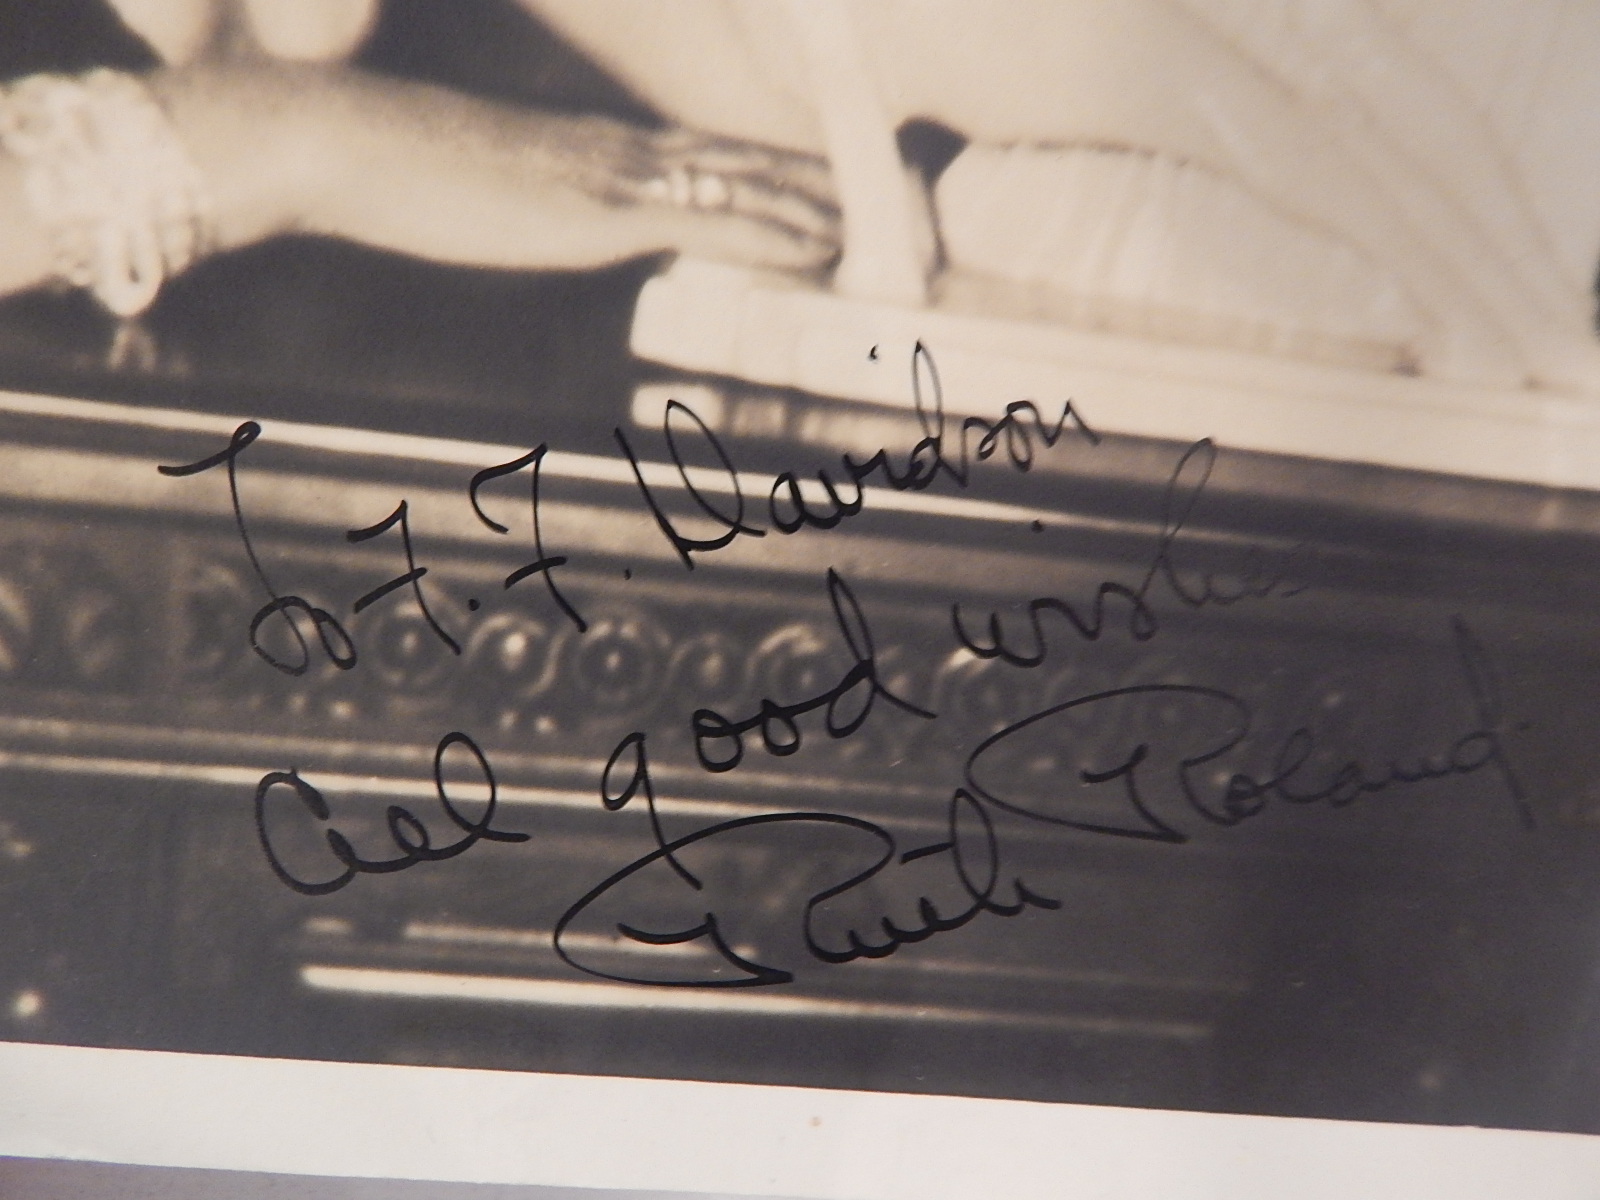 To F. F. Davidson
All good wishes
Ruth Roland